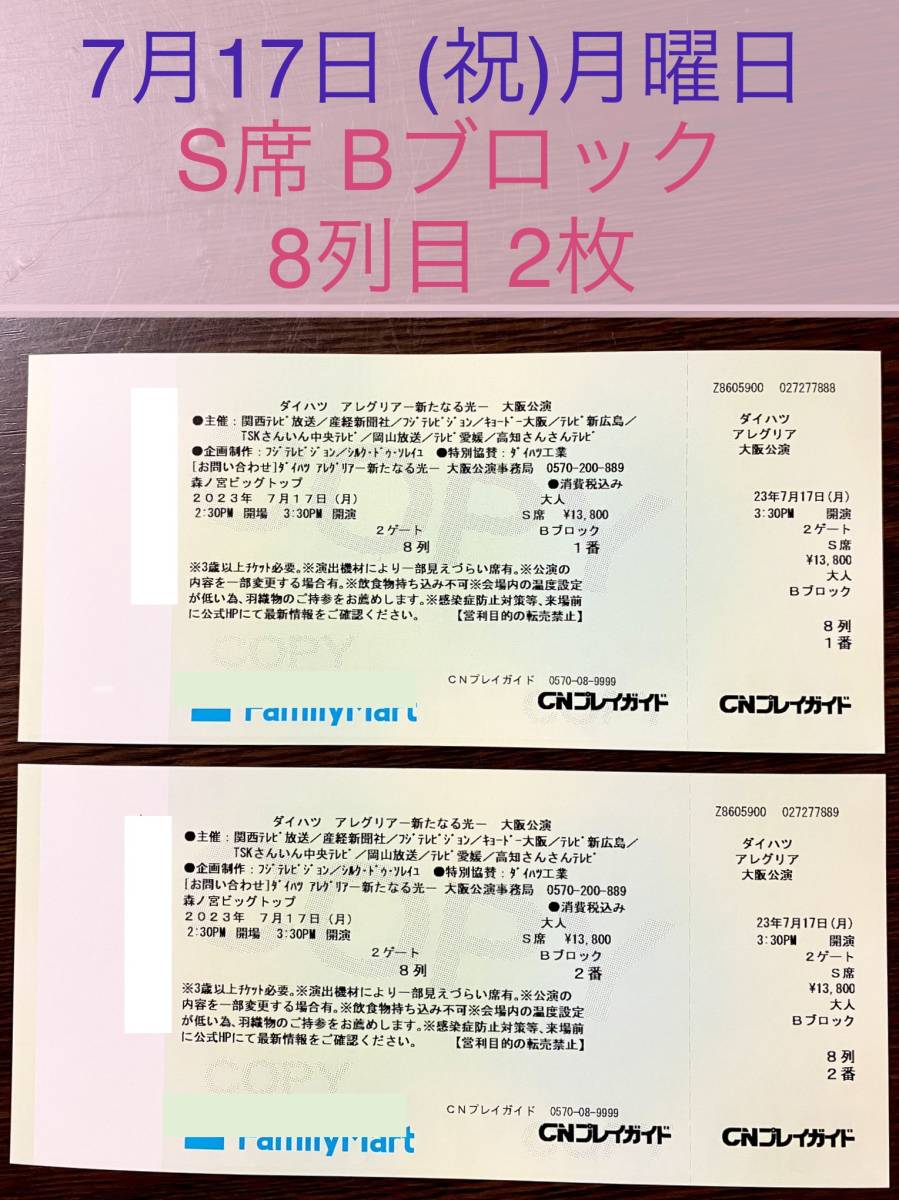 7月17日 (祝)月曜日
S席 Bブロック
8列目 2枚
Z8605900 027277888
ダイハツ アレグリアー新たなる光ー 大阪公演
●主催：関西ﾃﾚﾋﾞ放送／産経新聞社／ﾌｼﾞﾃﾚﾋﾞｼﾞｮﾝ／ｷｮｰﾄﾞｰ大阪／ﾃﾚﾋﾞ新広島／
TSKさんいん中央ﾃﾚﾋﾞ／岡山放送／ﾃﾚﾋﾞ愛媛／高知さんさんﾃﾚﾋﾞ
●企画制作：ﾌｼﾞﾃﾚﾋﾞｼﾞｮﾝ／ｼﾙｸ･ﾄﾞｩ･ｿﾚｲﾕ ●特別協賛：ﾀﾞｲﾊﾂ工業
[お問い合わせ]ﾀﾞｲﾊﾂ ｱﾚｸﾞﾘｱｰ新たなる光ー 大阪公演事務局 0570-200-889
森ノ宮ビッグトップ ●消費税込み
２０２３年 ７月１７日（月） 大人
2:30PM 開場 3:30PM 開演 Ｓ席 ¥13,800
２ゲート Ｂブロック
８列 １番
※3歳以上ﾁｹｯﾄ必要。※演出機材により一部見えづらい席有。※公演の
内容を一部変更する場合有。※飲食物持ち込み不可※会場内の温度設定
が低い為、羽織物のご持参をお薦めします。※感染症防止対策等、来場前
に公式HPにて最新情報をご確認ください。 【営利目的の転売禁止】
COPY
ＣＮプレイガイド 0570-08-9999
FamilyMart
CNプレイガイド
ダイハツ
アレグリア
大阪公演
23年7月17日(月)
3:30PM 開演
２ゲート
Ｓ席
¥13,800
大人
Ｂブロック
８列
１番
CNプレイガイド
Z8605900 027277889
ダイハツ アレグリアー新たなる光ー 大阪公演
●主催：関西ﾃﾚﾋﾞ放送／産経新聞社／ﾌｼﾞﾃﾚﾋﾞｼﾞｮﾝ／ｷｮｰﾄﾞｰ大阪／ﾃﾚﾋﾞ新広島／
TSKさんいん中央ﾃﾚﾋﾞ／岡山放送／ﾃﾚﾋﾞ愛媛／高知さんさんﾃﾚﾋﾞ
●企画制作：ﾌｼﾞﾃﾚﾋﾞｼﾞｮﾝ／ｼﾙｸ･ﾄﾞｩ･ｿﾚｲﾕ ●特別協賛：ﾀﾞｲﾊﾂ工業
[お問い合わせ]ﾀﾞｲﾊﾂ ｱﾚｸﾞﾘｱｰ新たなる光ー 大阪公演事務局 0570-200-889
森ノ宮ビッグトップ ●消費税込み
２０２３年 ７月１７日（月） 大人
2:30PM 開場 3:30PM 開演 Ｓ席 ¥13,800
２ゲート Ｂブロック
８列 ２番
※3歳以上ﾁｹｯﾄ必要。※演出機材により一部見えづらい席有。※公演の
内容を一部変更する場合有。※飲食物持ち込み不可※会場内の温度設定
が低い為、羽織物のご持参をお薦めします。※感染症防止対策等、来場前
に公式HPにて最新情報をご確認ください。 【営利目的の転売禁止】
COPY
ＣＮプレイガイド 0570-08-9999
FamilyMart
CNプレイガイド
ダイハツ
アレグリア
大阪公演
23年7月17日(月)
3:30PM 開演
２ゲート
Ｓ席
¥13,800
大人
Ｂブロック
８列
２番
CNプレイガイド